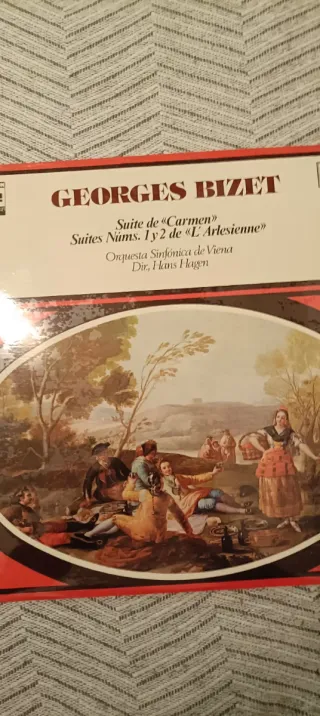 GEORGES BIZET
Suite de «Carmen»
Suites Núms. 1 y 2 de «L'Arlesienne»
Orquesta Sinfónica de Viena
Dir, Hans Hagen